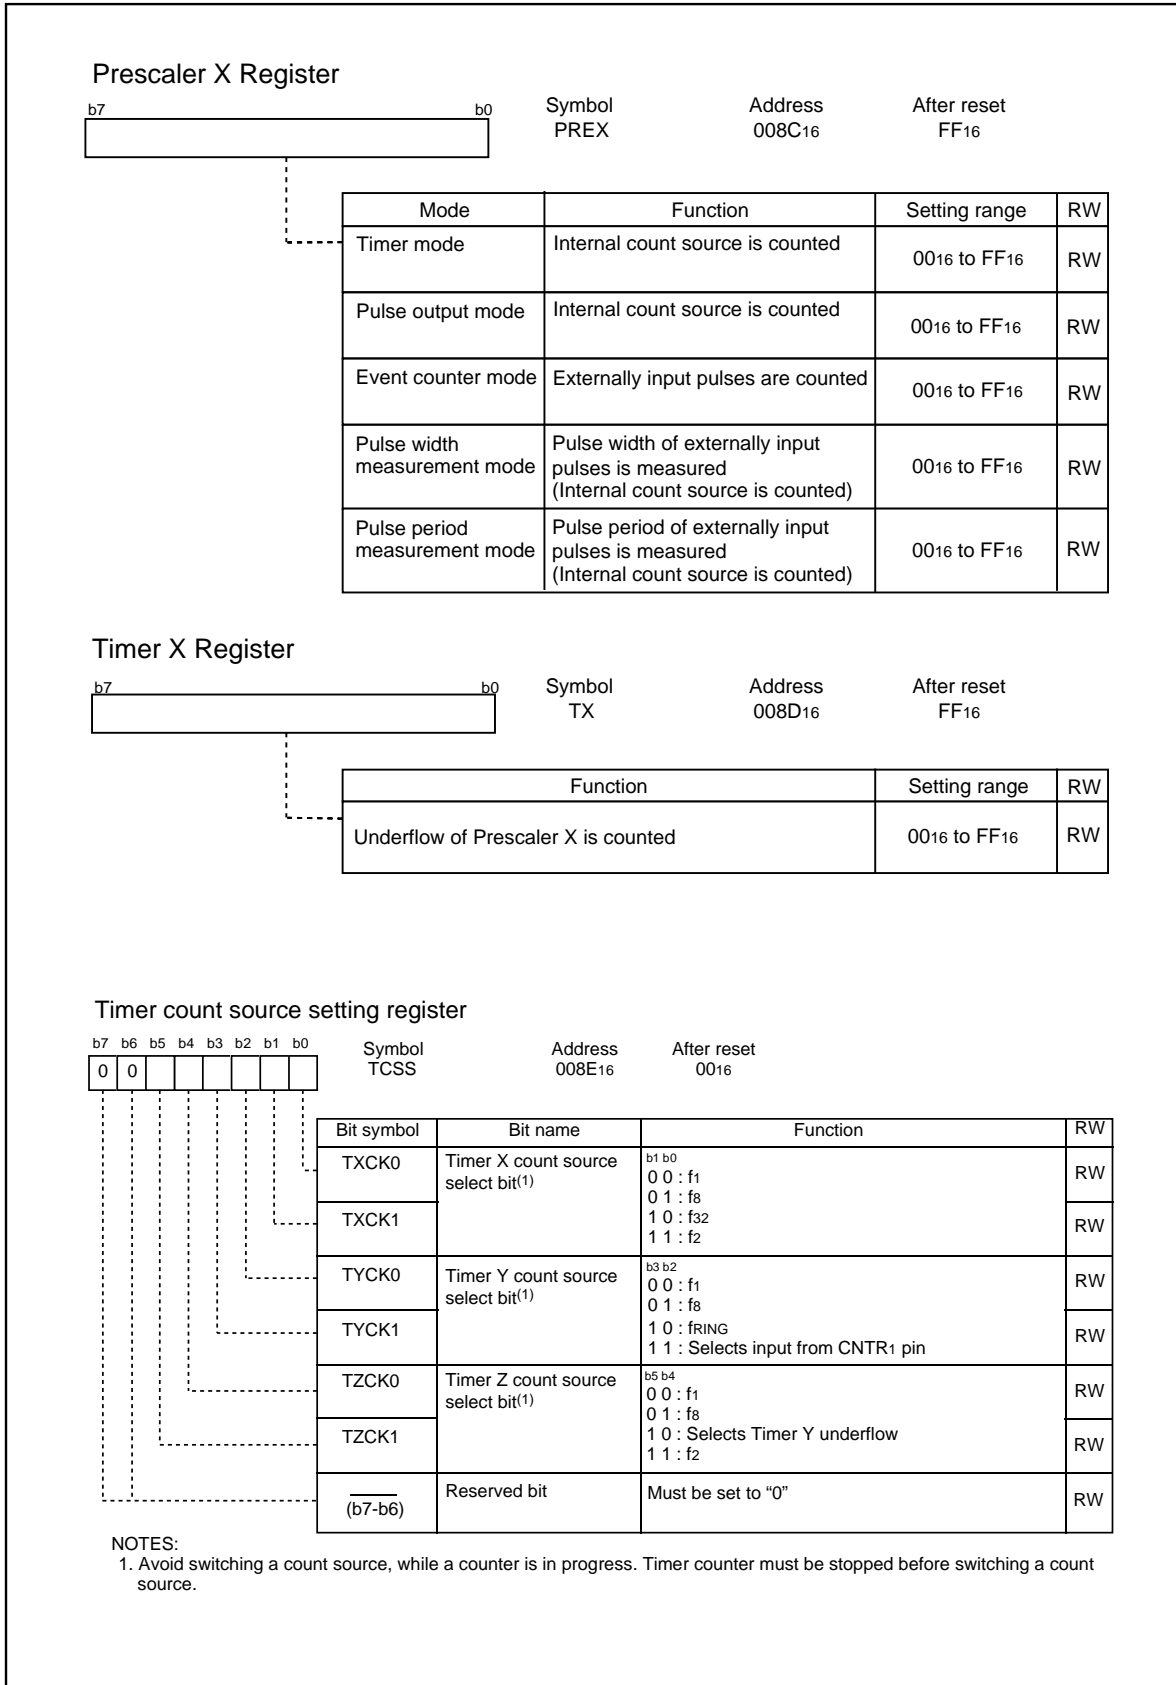 Prescaler X Register
b7 b0 Symbol Address After reset
PREX 008C16 FF16
Mode Function Setting range RW
Timer mode Internal count source is counted 0016 to FF16 RW
Pulse output mode Internal count source is counted 0016 to FF16 RW
Event counter mode Externally input pulses are counted 0016 to FF16 RW
Pulse width measurement mode
Pulse width of externally input
pulses is measured
(Internal count source is counted)
0016 to FF16 RW
Pulse period measurement mode
Pulse period of externally input
pulses is measured
(Internal count source is counted)
0016 to FF16 RW
Timer X Register
b7 b0 Symbol Address After reset
TX 008D16 FF16
Function Setting range RW
Underflow of Prescaler X is counted 0016 to FF16 RW
Timer count source setting register
b7 b6 b5 b4 b3 b2 b1 b0 Symbol Address After reset
0 0 TCSS 008E16 0016
Bit symbol Bit name Function RW
TXCK0 Timer X count source
select bit(1)
b1 b0
0 0 : f1
0 1 : f8
RW
TXCK1
1 0 : f32
1 1 : f2
RW
TYCK0 Timer Y count source
select bit(1)
b3 b2
0 0 : f1
0 1 : f8
RW
TYCK1
1 0 : fRING
1 1 : Selects input from CNTR1 pin
RW
TZCK0 Timer Z count source
select bit(1)
b5 b4
0 0 : f1
0 1 : f8
RW
TZCK1
1 0 : Selects Timer Y underflow
1 1 : f2
RW
(b7-b6) Reserved bit Must be set to “0” RW
NOTES:
1. Avoid switching a count source, while a counter is in progress. Timer counter must be stopped before switching a count
source.